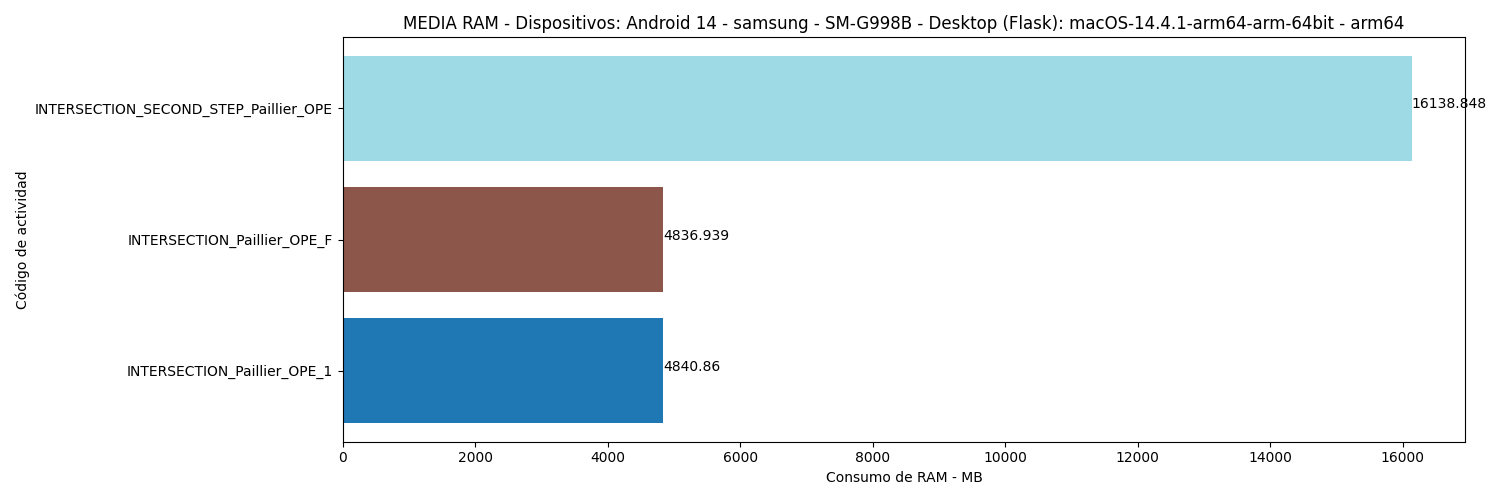 MEDIA RAM - Dispositivos: Android 14 - samsung - SM-G998B - Desktop (Flask): macOS-14.4.1-arm64-arm-64bit - arm64
INTERSECTION_SECOND_STEP_Paillier_OPE
16138.848
INTERSECTION_Paillier_OPE_F
4836.939
INTERSECTION_Paillier_OPE_1
4840.86
Código de actividad
0 2000 4000 6000 8000 10000 12000 14000 16000
Consumo de RAM - MB